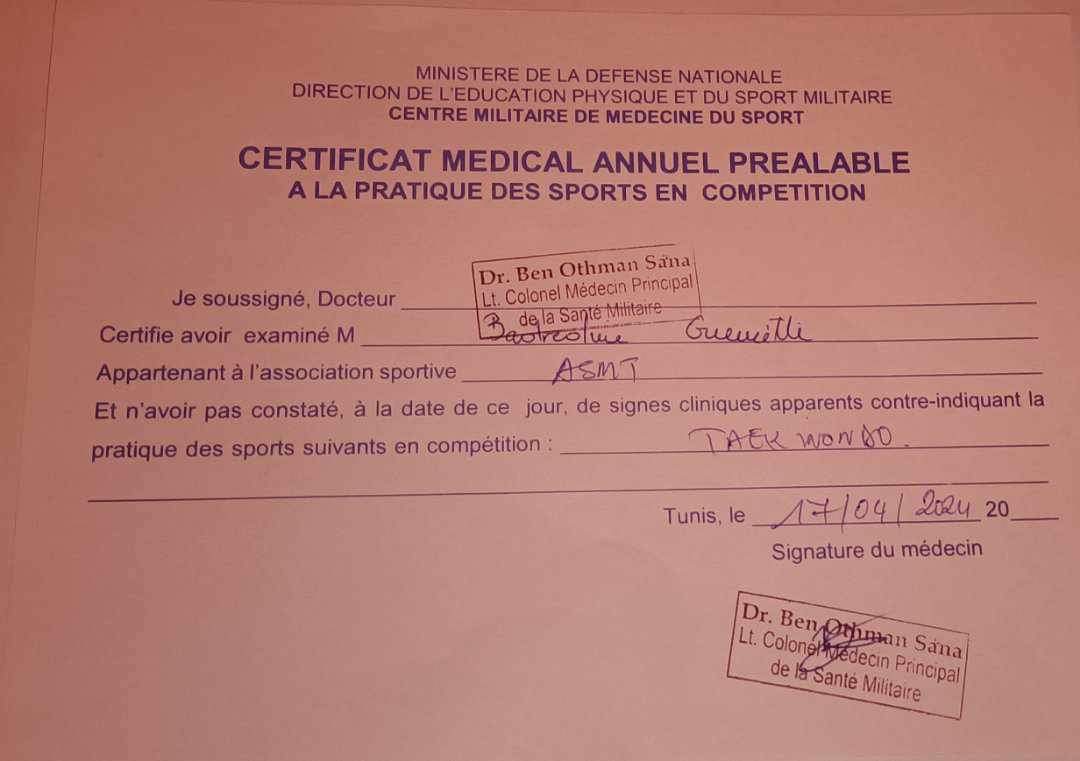 MINISTERE DE LA DEFENSE NATIONALE
DIRECTION DE L'EDUCATION PHYSIQUE ET DU SPORT MILITAIRE
CENTRE MILITAIRE DE MEDECINE DU SPORT
CERTIFICAT MEDICAL ANNUEL PREALABLE
A LA PRATIQUE DES SPORTS EN COMPETITION
Dr. Ben Othman Sana
Lt. Colonel Médecin Principal
de la Santé Militaire
Je soussigné, Docteur
Certifie avoir examiné M
Appartenant à l'association sportive ASMT
Et n'avoir pas constaté, à la date de ce jour, de signes cliniques apparents contre-indiquant la
pratique des sports suivants en compétition : TAEKWONDO.
Tunis, le 17/04/2024 20
Signature du médecin
Dr. Ben Othman Sana
Lt. Colonel Médecin Principal
de la Santé Militaire